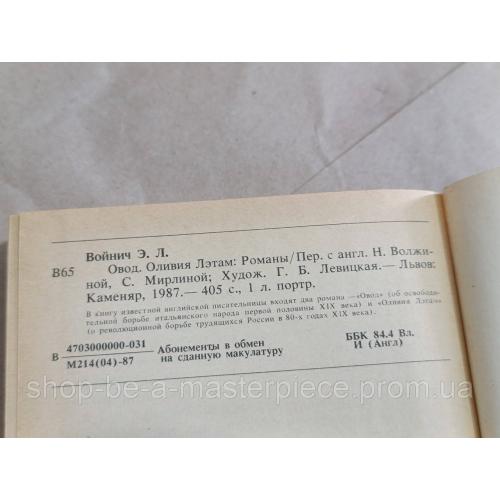 Войнич Э. Л.
В65
Овод. Оливия Лэтам: Романы/Пер. с англ. Н. Волжи-
ной, С. Мирлиной; Худож. Г. Б. Левицкая.— Львов:
Каменяр, 1987.— 405 с., 1 л. портр.
В книгу известной английской писательницы входят два романа —«Овод» (об освободи-
тельной борьбе итальянского народа первой половины XIX века) и «Оливия Лэтам»
(о революционной борьбе трудящихся России в 80-х годах XIX века).
В 4703000000-031
М214(04)-87
Абонементы в обмен
на сданную макулатуру
ББК 84.4 Вл.
И (Англ)
shop-be-a-masterpiece.prom.ua